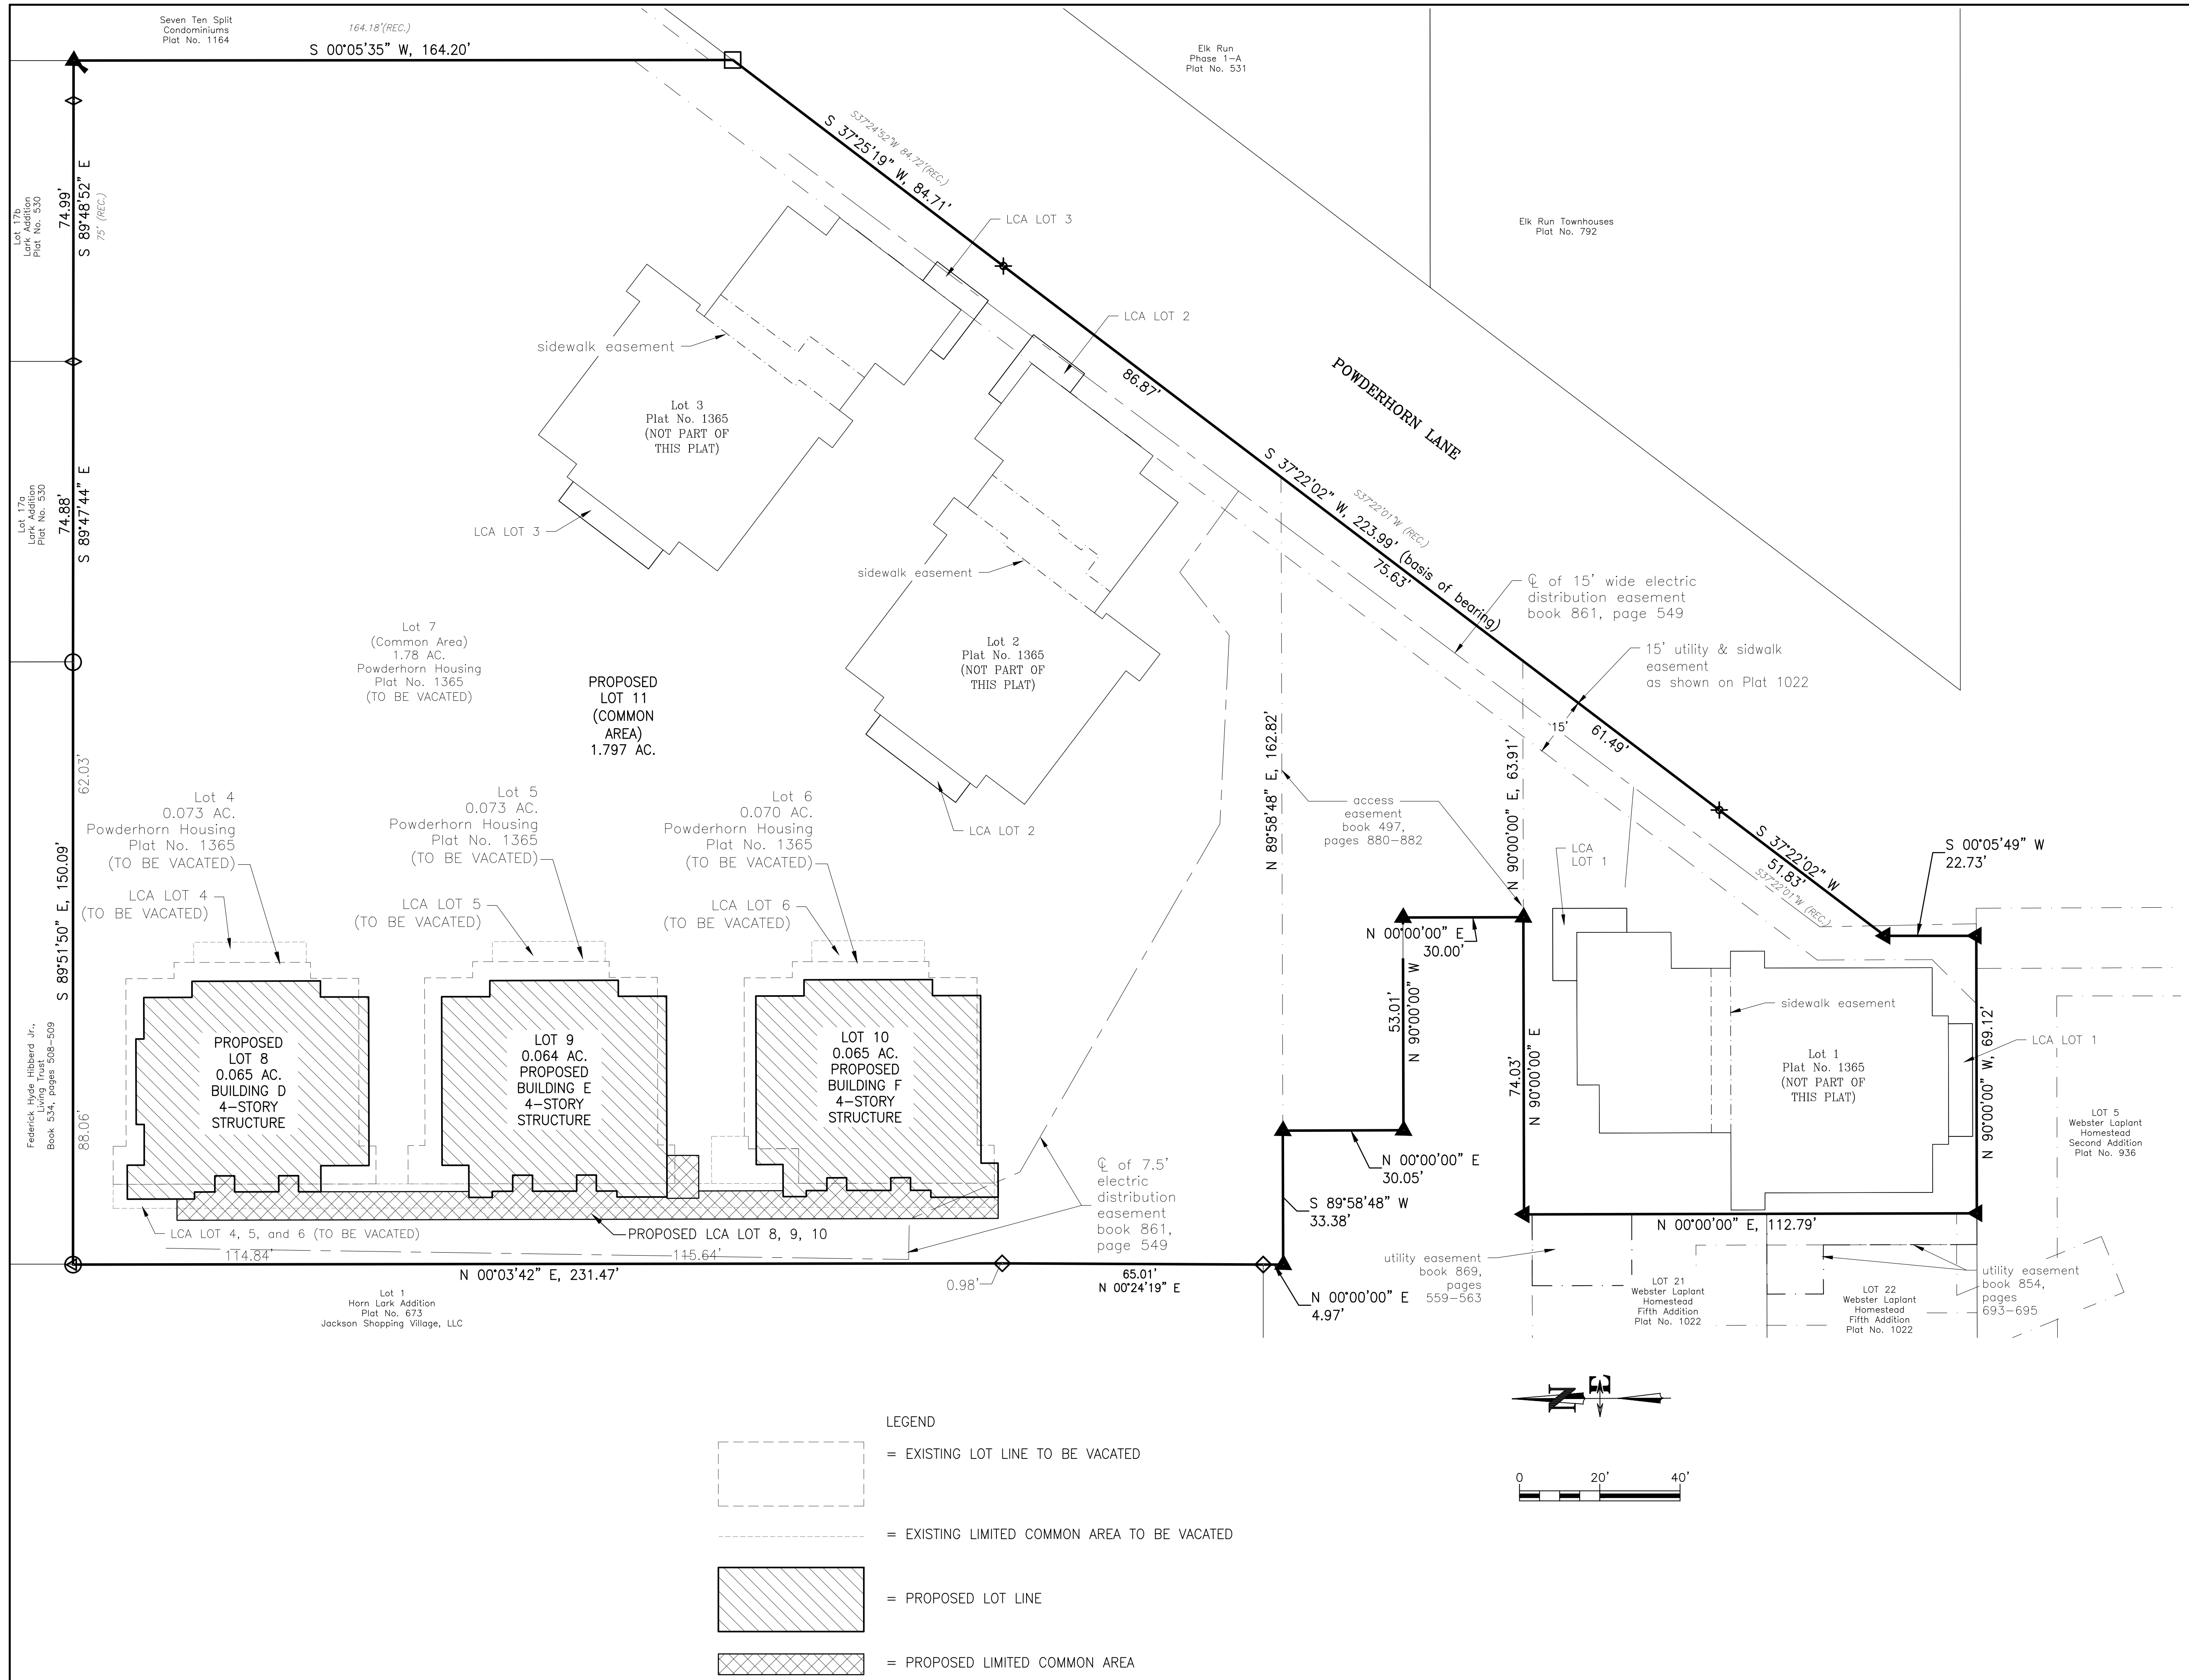 Seven Ten Split
Condominiums
Plat No. 1164
164.18'(REC.)
S 00°05'35" W, 164.20'
Elk Run
Phase 1-A
Plat No. 531
S37°24'52"W 84.72'(REC.)
S 37°25'19" W, 84.71'
Lot 17b
Lark Addition
Plat No. 530
74.99'
S 89°48'52" E
75' (REC.)
LCA LOT 3
Elk Run Townhouses
Plat No. 792
LCA LOT 2
sidewalk easement
86.87'
POWDERHORN LANE
Lot 3
Plat No. 1365
(NOT PART OF
THIS PLAT)
Lot 17a
Lark Addition
Plat No. 530
74.88'
S 89°47'44" E
LCA LOT 3
S37°22'01"W (REC.)
S 37°22'02" W, 223.99' (basis of bearing)
75.63'
sidewalk easement
℄ of 15' wide electric
distribution easement
book 861, page 549
Lot 7
(Common Area)
1.78 AC.
Powderhorn Housing
Plat No. 1365
(TO BE VACATED)
PROPOSED
LOT 11
(COMMON
AREA)
1.797 AC.
Lot 2
Plat No. 1365
(NOT PART OF
THIS PLAT)
15' utility & sidwalk
easement
as shown on Plat 1022
15'
61.49'
N 89°58'48" E, 162.82'
N 90°00'00" E, 63.91'
62.03'
Lot 4
0.073 AC.
Powderhorn Housing
Plat No. 1365
(TO BE VACATED)
Lot 5
0.073 AC.
Powderhorn Housing
Plat No. 1365
(TO BE VACATED)
Lot 6
0.070 AC.
Powderhorn Housing
Plat No. 1365
(TO BE VACATED)
LCA LOT 2
access
easement
book 497,
pages 880-882
LCA
LOT 1
S 37°22'02" W
51.83'
S37°22'01"W (REC.)
S 00°05'49" W
22.73'
S 89°51'50" E, 150.09'
LCA LOT 4
(TO BE VACATED)
LCA LOT 5
(TO BE VACATED)
LCA LOT 6
(TO BE VACATED)
N 00°00'00" E
30.00'
53.01'
N 90°00'00" W
74.03'
N 90°00'00" E
sidewalk easement
Federick Hyde Hibberd Jr.,
Living Trust
Book 534, pages 508-509
88.06'
PROPOSED
LOT 8
0.065 AC.
BUILDING D
4-STORY
STRUCTURE
LOT 9
0.064 AC.
PROPOSED
BUILDING E
4-STORY
STRUCTURE
LOT 10
0.065 AC.
PROPOSED
BUILDING F
4-STORY
STRUCTURE
Lot 1
Plat No. 1365
(NOT PART OF
THIS PLAT)
LCA LOT 1
N 90°00'00" W, 69.12'
LOT 5
Webster Laplant
Homestead
Second Addition
Plat No. 936
℄ of 7.5'
electric
distribution
easement
book 861,
page 549
N 00°00'00" E
30.05'
S 89°58'48" W
33.38'
N 00°00'00" E, 112.79'
LCA LOT 4, 5, and 6 (TO BE VACATED)
PROPOSED LCA LOT 8, 9, 10
114.84'
115.64'
N 00°03'42" E, 231.47'
0.98'
65.01'
N 00°24'19" E
N 00°00'00" E
4.97'
utility easement
book 869,
pages
559-563
LOT 21
Webster Laplant
Homestead
Fifth Addition
Plat No. 1022
LOT 22
Webster Laplant
Homestead
Fifth Addition
Plat No. 1022
utility easement
book 854,
pages
693-695
Lot 1
Horn Lark Addition
Plat No. 673
Jackson Shopping Village, LLC
N
E
0 20' 40'
LEGEND
= EXISTING LOT LINE TO BE VACATED
= EXISTING LIMITED COMMON AREA TO BE VACATED
= PROPOSED LOT LINE
= PROPOSED LIMITED COMMON AREA